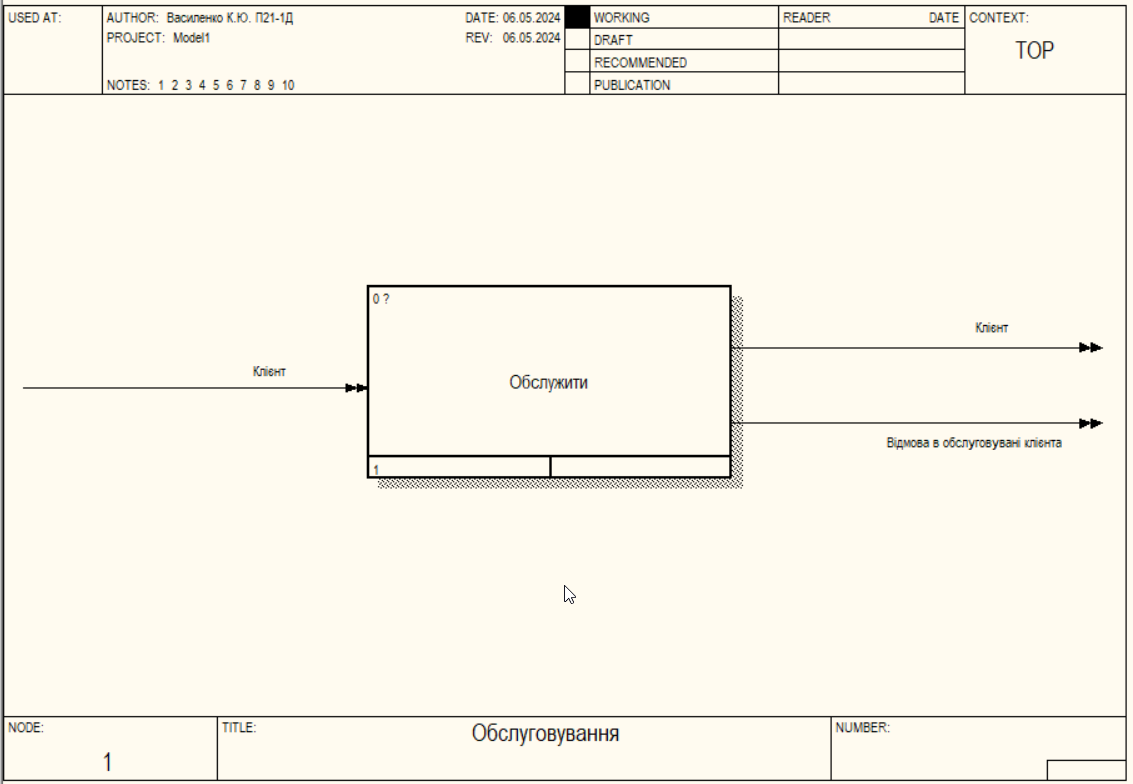 USED AT:
AUTHOR: Василенко К.Ю. П21-1Д
DATE: 06.05.2024
WORKING
READER
DATE
CONTEXT:
PROJECT: Model1
REV: 06.05.2024
DRAFT
TOP
RECOMMENDED
NOTES: 1 2 3 4 5 6 7 8 9 10
PUBLICATION
0 ?
Клієнт
Клієнт
Обслужити
Відмова в обслуговувані клієнта
1
NODE:
TITLE:
Обслуговування
NUMBER:
1